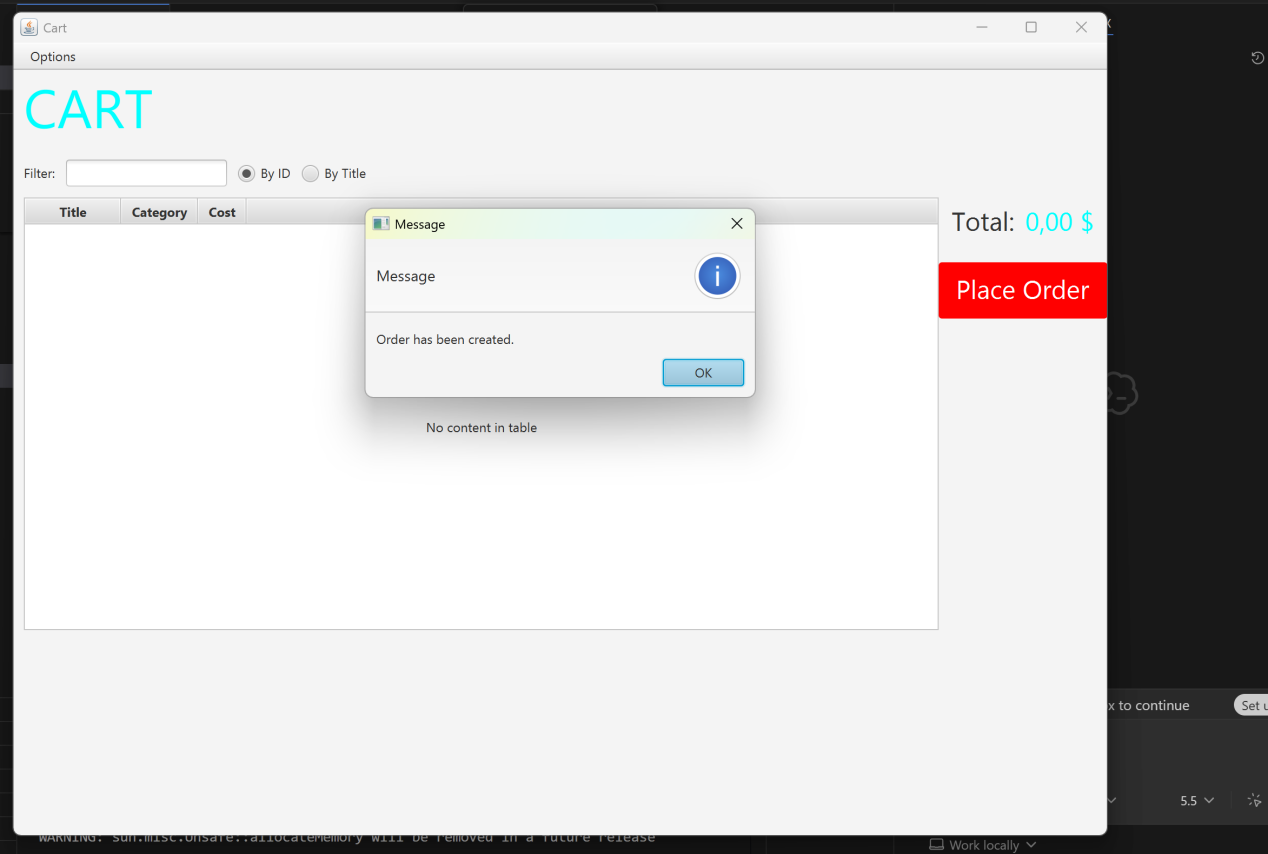 Cart
Options
CART
Filter:
By ID
By Title
Title Category Cost
Total: 0,00 $
Place Order
Message
Message
i
Order has been created.
OK
No content in table
x to continue
Set
5.5
WARNING: sun.misc.Unsafe::allocateMemory will be removed in a future release
Work locally